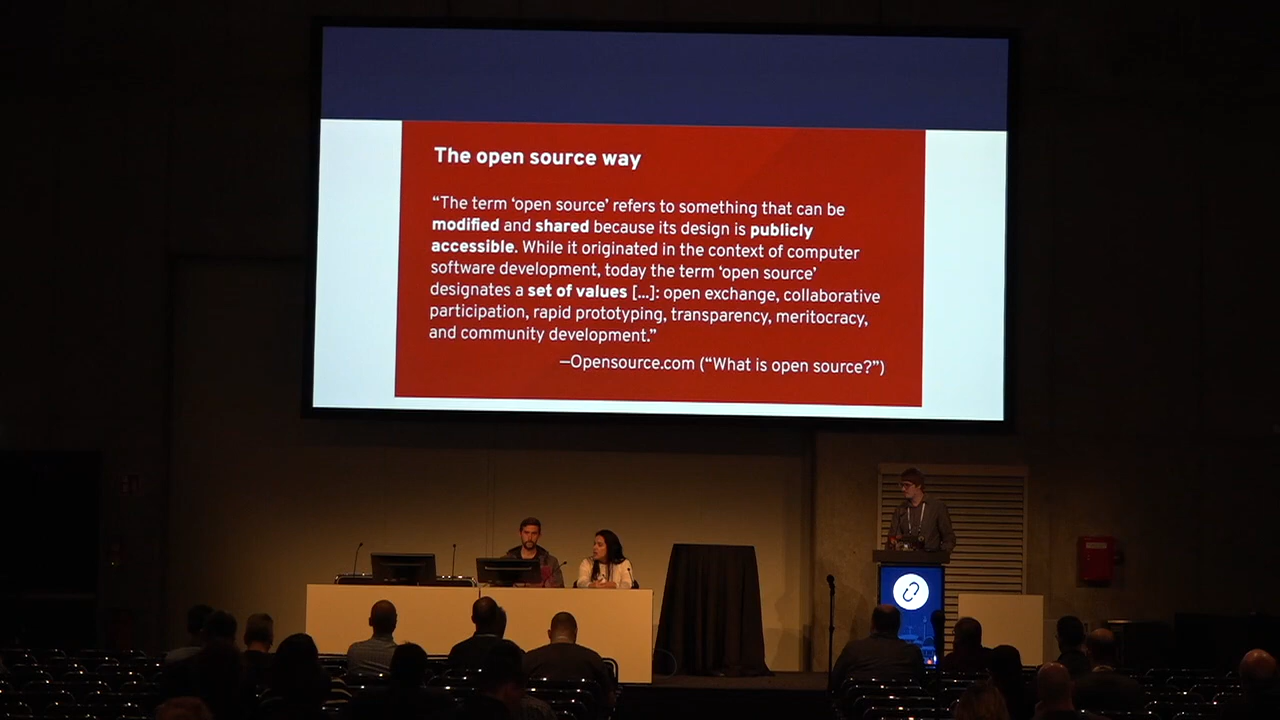 The open source way
“The term ‘open source’ refers to something that can be
modified and shared because its design is publicly
accessible. While it originated in the context of computer
software development, today the term ‘open source’
designates a set of values [...]: open exchange, collaborative
participation, rapid prototyping, transparency, meritocracy,
and community development.”
—Opensource.com (“What is open source?”)